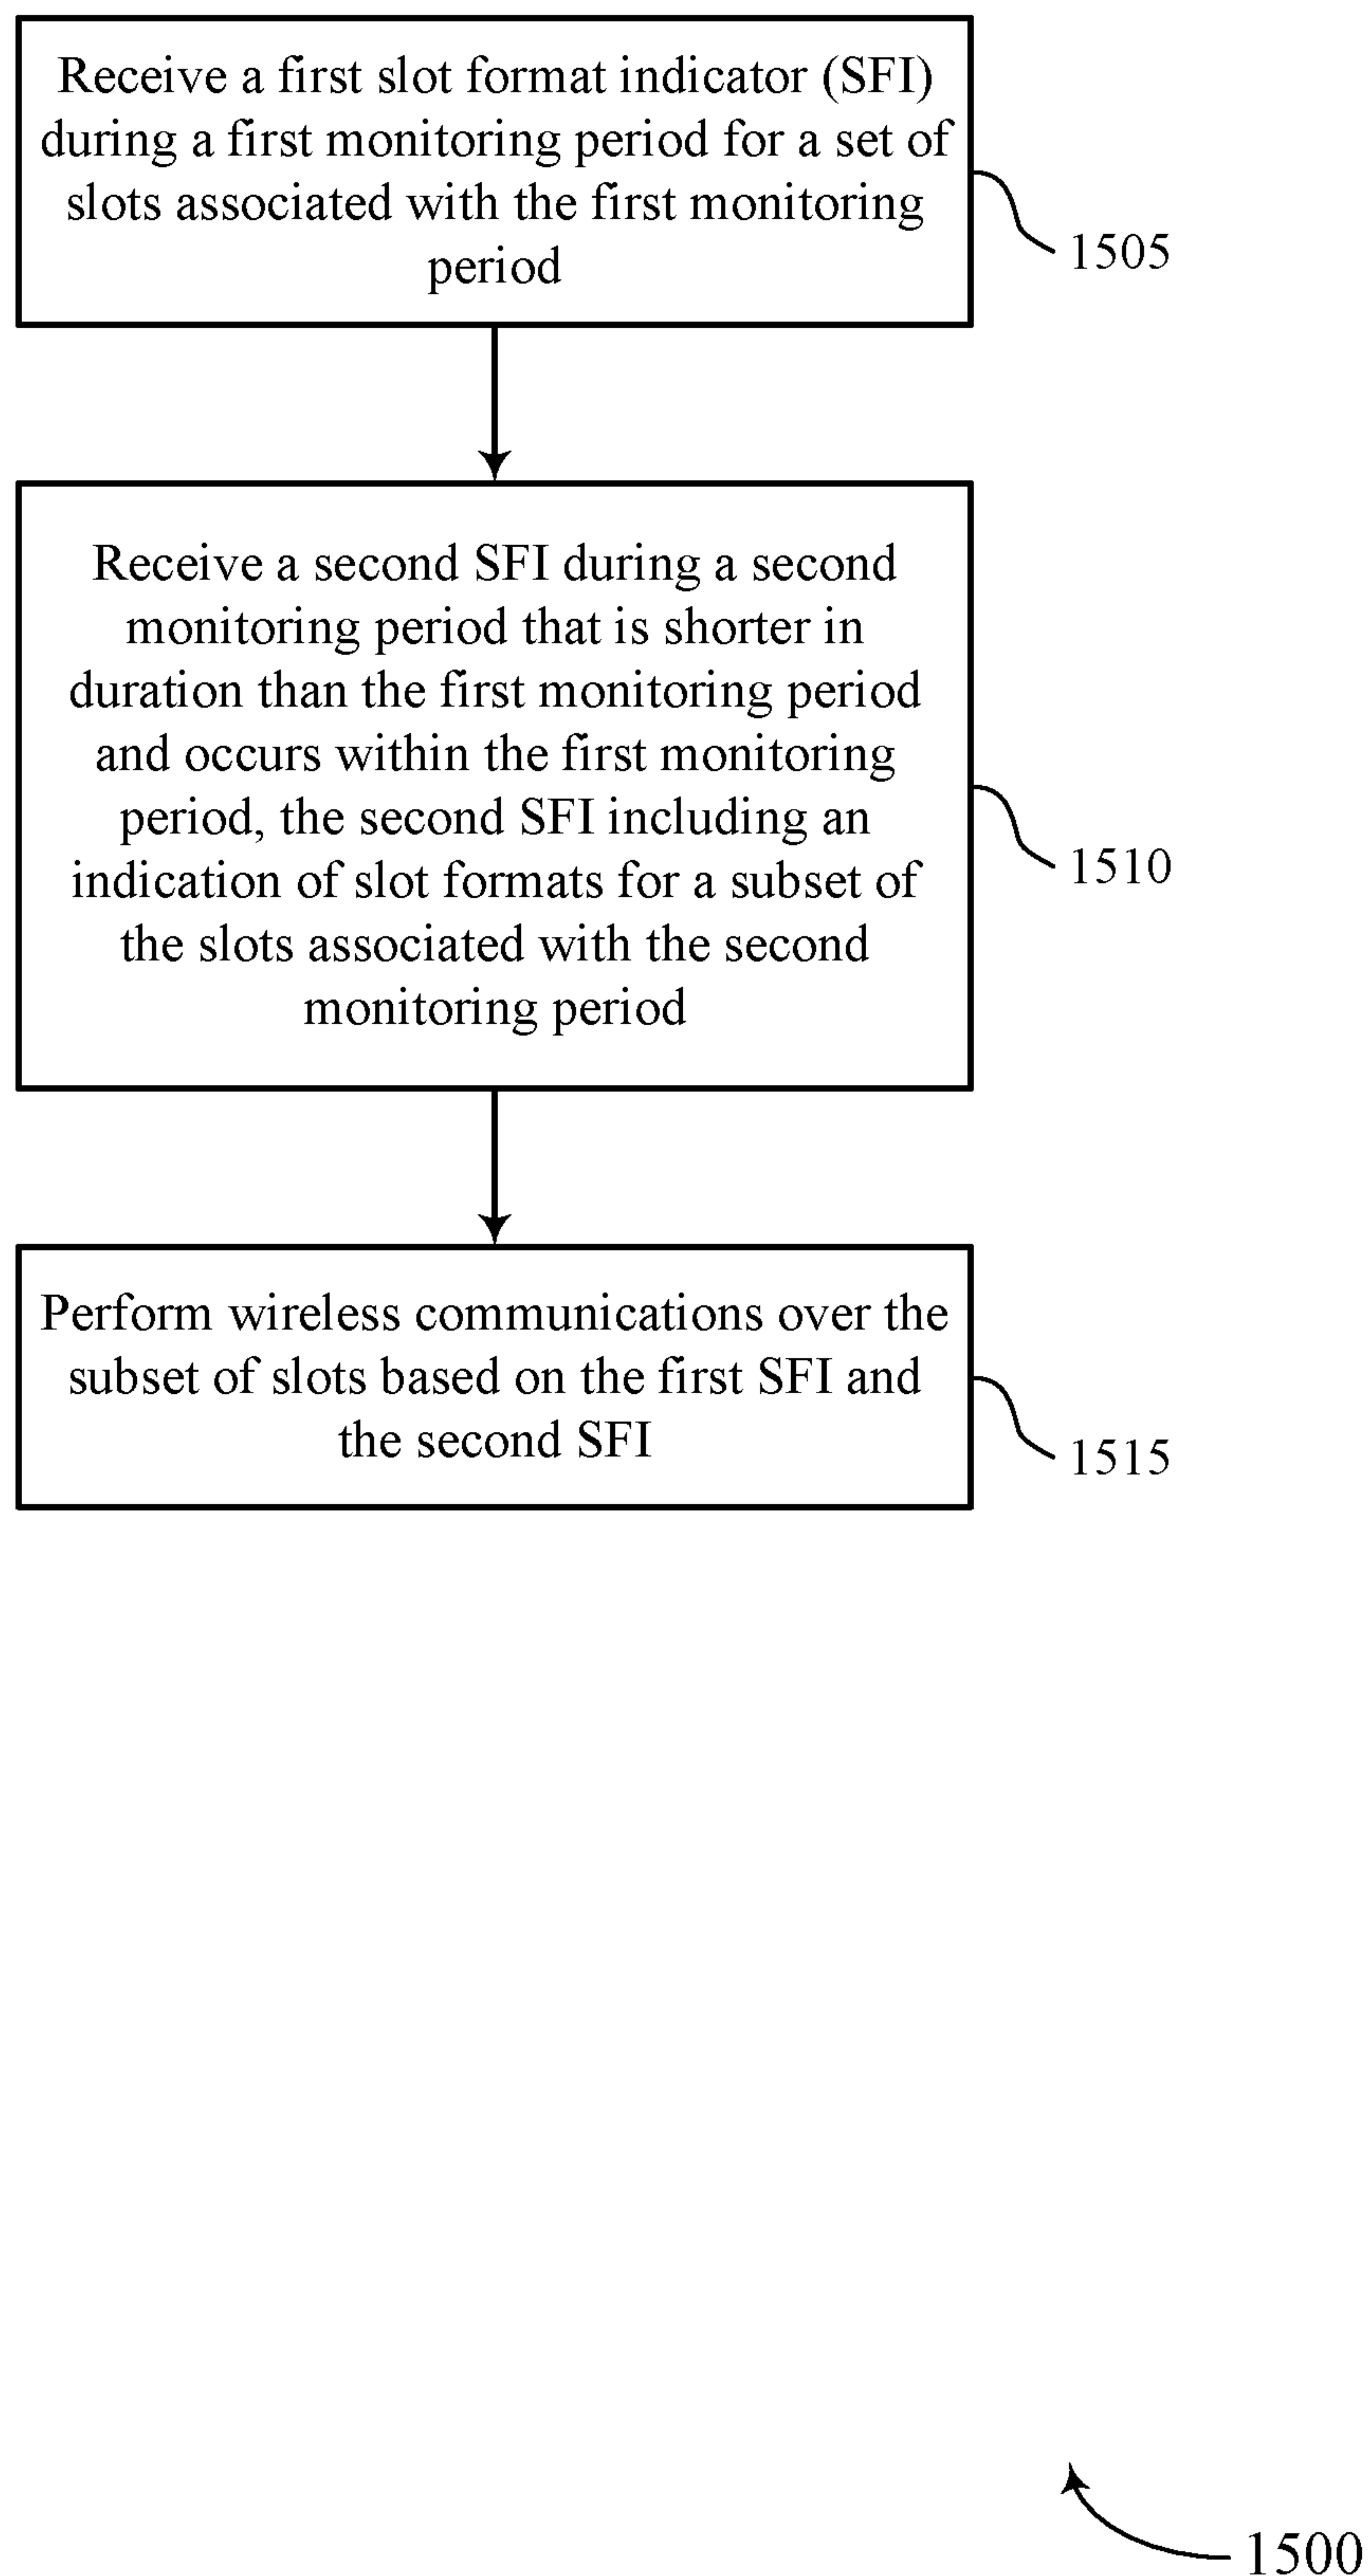 Receive a first slot format indicator (SFI)
during a first monitoring period for a set of
slots associated with the first monitoring
period
1505
Receive a second SFI during a second
monitoring period that is shorter in
duration than the first monitoring period
and occurs within the first monitoring
period, the second SFI including an
indication of slot formats for a subset of
the slots associated with the second
monitoring period
1510
Perform wireless communications over the
subset of slots based on the first SFI and
the second SFI
1515
1500